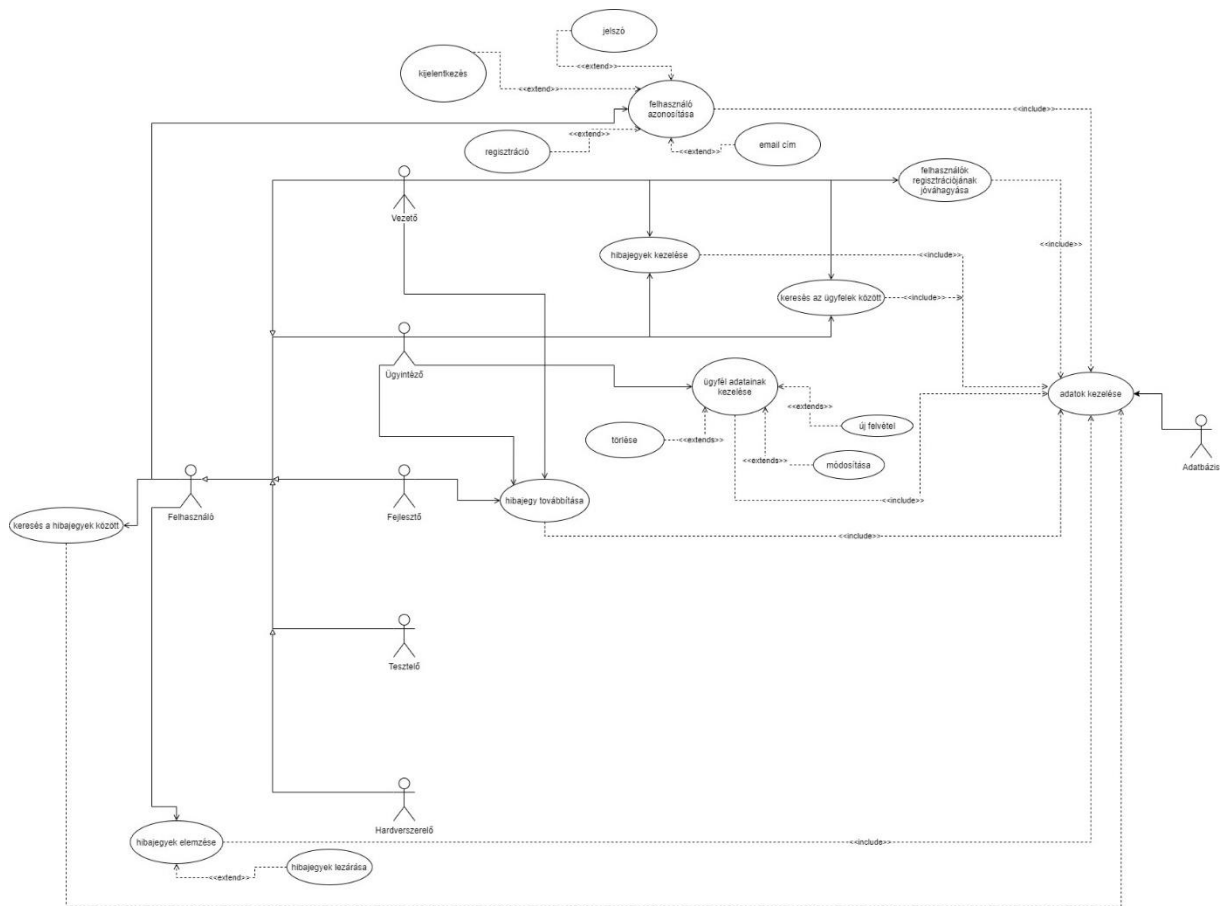 jelszó
kijelentkezés
<<extend>>
<<extend>>
felhasználó
azonosítása
<<include>>
<<extend>>
regisztráció
<<extend>>
email cím
felhasználók
regisztrációjának
jóváhagyása
Vezető
<<include>>
hibajegyek kezelése
<<include>>
keresés az ügyfelek között
<<include>>
Ügyintéző
ügyfél adatainak
kezelése
adatok kezelése
<<extends>>
új felvétel
törlése
<<extends>>
<<extends>>
módosítása
Adatbázis
hibajegy továbbítása
<<include>>
Felhasználó
Fejlesztő
keresés a hibajegyek között
<<include>>
Tesztelő
Hardverszerelő
hibajegyek elemzése
<<include>>
hibajegyek lezárása
<<extend>>